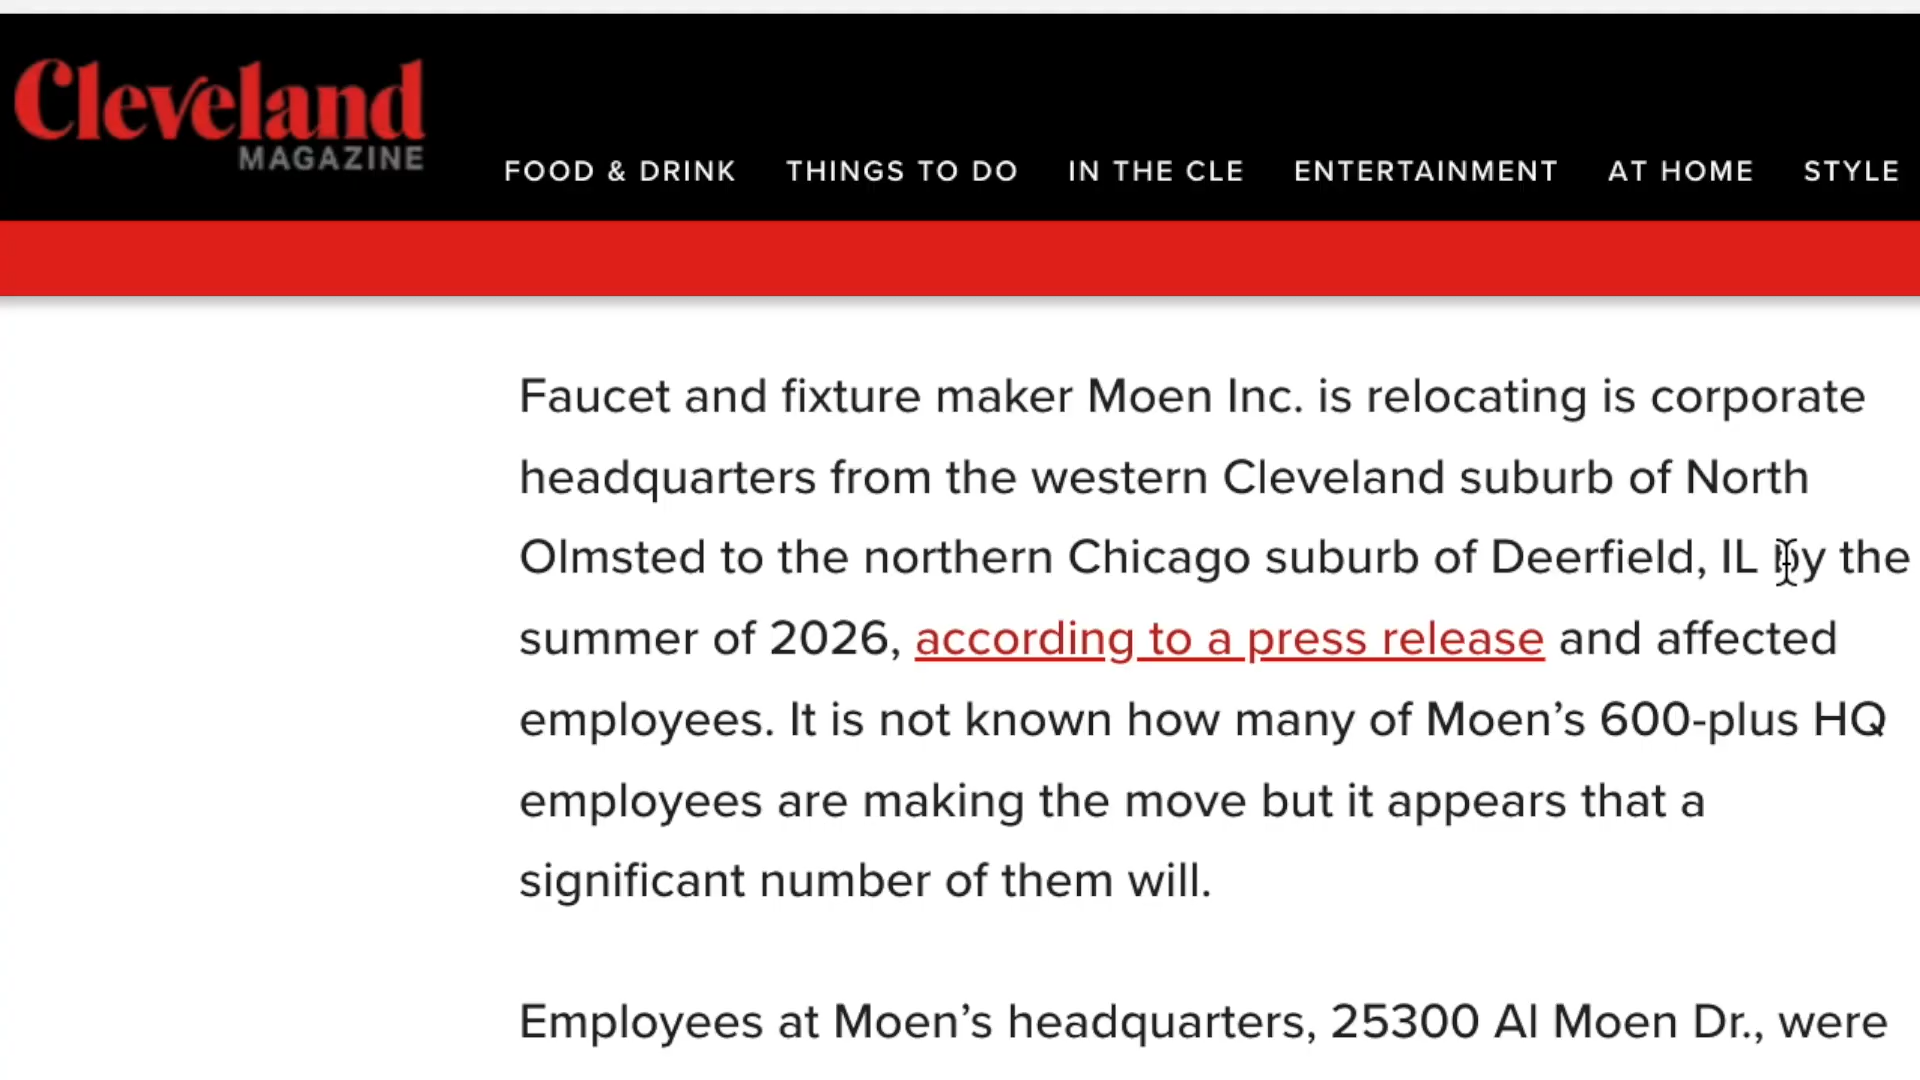 Cleveland
MAGAZINE
FOOD & DRINK THINGS TO DO IN THE CLE ENTERTAINMENT AT HOME STYLE
Faucet and fixture maker Moen Inc. is relocating is corporate
headquarters from the western Cleveland suburb of North
Olmsted to the northern Chicago suburb of Deerfield, IL by the
summer of 2026, according to a press release and affected
employees. It is not known how many of Moen’s 600-plus HQ
employees are making the move but it appears that a
significant number of them will.
Employees at Moen’s headquarters, 25300 Al Moen Dr., were